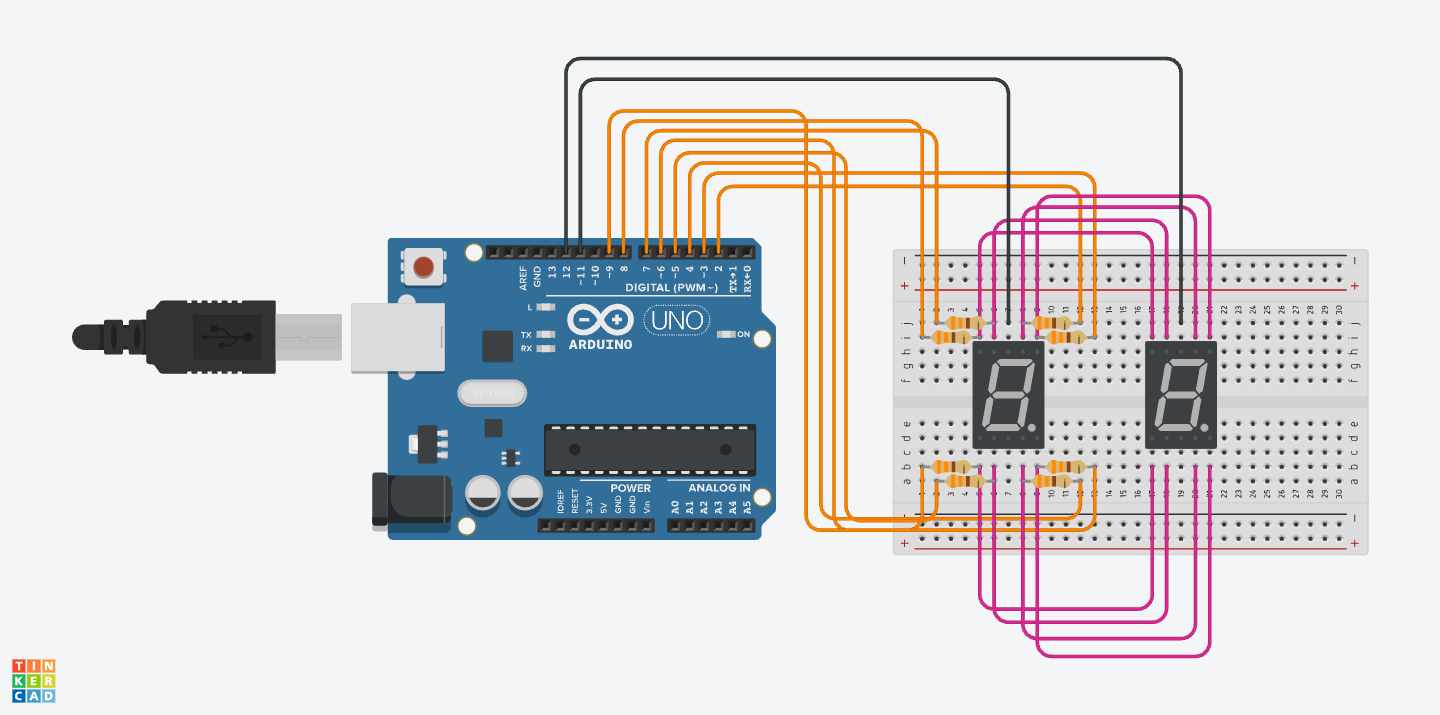 AREF
GND
13
12
~11
~10
~9
8
7
~6
~5
4
~3
2
TX→1
RX←0
DIGITAL (PWM~)
L
TX
RX
ARDUINO
UNO
ON
POWER
ANALOG IN
IOREF
RESET
3.3V
5V
GND
GND
Vin
A0
A1
A2
A3
A4
A5
− −
+ +
j j
i i
h h
g g
f f
e e
d d
c c
b b
a a
− −
+ +
TIN
KER
CAD